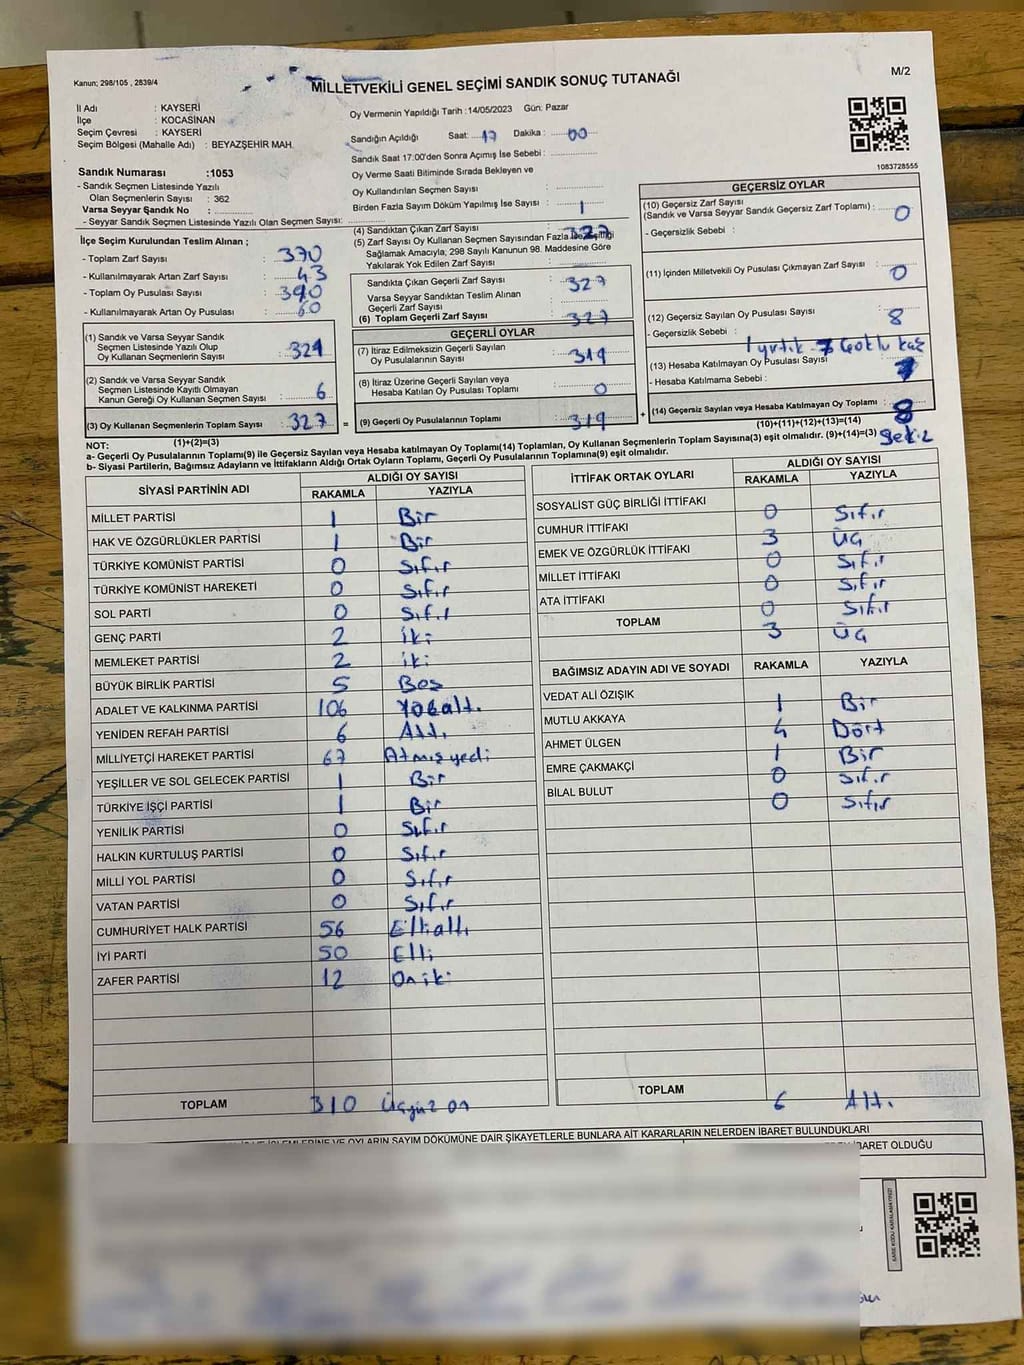 Kanun; 298/105 , 2839/4
MİLLETVEKİLİ GENEL SEÇİMİ SANDIK SONUÇ TUTANAĞI
M/2
İl Adı : KAYSERİ
İlçe : KOCASİNAN
Seçim Çevresi : KAYSERİ
Seçim Bölgesi (Mahalle Adı) : BEYAZŞEHİR MAH.
Oy Vermenin Yapıldığı Tarih :14/05/2023 Gün: Pazar
Sandığın Açıldığı Saat: 17 Dakika : 00
Sandık Saat 17:00'den Sonra Açılmış İse Sebebi :
Oy Verme Saati Bitiminde Sırada Bekleyen ve
Oy Kullandırılan Seçmen Sayısı :
Birden Fazla Sayım Döküm Yapılmış İse Sayısı : 1
1083728555
Sandık Numarası :1053
- Sandık Seçmen Listesinde Yazılı
Olan Seçmenlerin Sayısı : 362
Varsa Seyyar Sandık No :
- Seyyar Sandık Seçmen Listesinde Yazılı Olan Seçmen Sayısı:
İlçe Seçim Kurulundan Teslim Alınan ;
- Toplam Zarf Sayısı : 370
- Kullanılmayarak Artan Zarf Sayısı : 43
- Toplam Oy Pusulası Sayısı : 390
- Kullanılmayarak Artan Oy Pusulası : 60
(1) Sandık ve Varsa Seyyar Sandık
Seçmen Listesinde Yazılı Olup
Oy Kullanan Seçmenlerin Sayısı : 321
(2) Sandık ve Varsa Seyyar Sandık
Seçmen Listesinde Kayıtlı Olmayan
Kanun Gereği Oy Kullanan Seçmen Sayısı : 6
(3) Oy Kullanan Seçmenlerin Toplam Sayısı : 327
(1)+(2)=(3)
(4) Sandıktan Çıkan Zarf Sayısı : 327
(5) Zarf Sayısı Oy Kullanan Seçmen Sayısından Fazla İse Eşitliği
Sağlamak Amacıyla; 298 Sayılı Kanunun 98. Maddesine Göre
Yakılarak Yok Edilen Zarf Sayısı :
Sandıkta Çıkan Geçerli Zarf Sayısı : 327
Varsa Seyyar Sandıktan Teslim Alınan
Geçerli Zarf Sayısı :
(6) Toplam Geçerli Zarf Sayısı : 327
GEÇERLİ OYLAR
(7) İtiraz Edilmeksizin Geçerli Sayılan
Oy Pusulalarının Sayısı : 319
(8) İtiraz Üzerine Geçerli Sayılan veya
Hesaba Katılan Oy Pusulası Toplamı : 0
= (9) Geçerli Oy Pusulalarının Toplamı : 319
GEÇERSİZ OYLAR
(10) Geçersiz Zarf Sayısı
(Sandık ve Varsa Seyyar Sandık Geçersiz Zarf Toplamı) : 0
- Geçersiz Sebebi :
(11) İçinden Milletvekili Oy Pusulası Çıkmayan Zarf Sayısı : 0
(12) Geçersiz Sayılan Oy Pusulası Sayısı : 8
- Geçersizlik Sebebi :
1 yırtık 7 Çoklu
(13) Hesaba Katılmayan Oy Pusulası Sayısı :
- Hesaba Katılmama Sebebi :
+ (14) Geçersiz Sayılan veya Hesaba Katılmayan Oy Toplamı : 8
(10)+(11)+(12)+(13)=(14)
Sekiz
NOT:
a- Geçerli Oy Pusulalarının Toplamı(9) ile Geçersiz Sayılan veya Hesaba Katılmayan Oy Toplamı(14) Toplamları, Oy Kullanan Seçmenlerin Toplam Sayısına(3) eşit olmalıdır. (9)+(14)=(3)
b- Siyasi Partilerin, Bağımsız Adayların ve İttifakların Aldığı Ortak Oyların Toplamı, Geçerli Oy Pusulalarının Toplamına(9) eşit olmalıdır.
SİYASİ PARTİNİN ADI ALDIĞI OY SAYISI
RAKAMLA YAZIYLA
MİLLET PARTİSİ 1 Bir
HAK VE ÖZGÜRLÜKLER PARTİSİ 1 Bir
TÜRKİYE KOMÜNİST PARTİSİ 0 Sıfır
TÜRKİYE KOMÜNİST HAREKETİ 0 Sıfır
SOL PARTİ 0 Sıfır
GENÇ PARTİ 2 iki
MEMLEKET PARTİSİ 2 iki
BÜYÜK BİRLİK PARTİSİ 5 Beş
ADALET VE KALKINMA PARTİSİ 106 Yüzaltı
YENİDEN REFAH PARTİSİ 6 Altı
MİLLİYETÇİ HAREKET PARTİSİ 67 Atmışyedi
YEŞİLLER VE SOL GELECEK PARTİSİ 1 Bir
TÜRKİYE İŞÇİ PARTİSİ 1 Bir
YENİLİK PARTİSİ 0 Sıfır
HALKIN KURTULUŞ PARTİSİ 0 Sıfır
MİLLİ YOL PARTİSİ 0 Sıfır
VATAN PARTİSİ 0 Sıfır
CUMHURİYET HALK PARTİSİ 56 Ellialtı
İYİ PARTİ 50 Elli
ZAFER PARTİSİ 12 Oniki
TOPLAM 310 Üçyüz on
İTTİFAK ORTAK OYLARI ALDIĞI OY SAYISI
RAKAMLA YAZIYLA
SOSYALİST GÜÇ BİRLİĞİ İTTİFAKI 0 Sıfır
CUMHUR İTTİFAKI 3 Üç
EMEK VE ÖZGÜRLÜK İTTİFAKI 0 Sıfır
MİLLET İTTİFAKI 0 Sıfır
ATA İTTİFAKI 0 Sıfır
TOPLAM 3 Üç
BAĞIMSIZ ADAYIN ADI VE SOYADI RAKAMLA YAZIYLA
VEDAT ALİ ÖZIŞIK 1 Bir
MUTLU AKKAYA 4 Dört
AHMET ÜLGEN 1 Bir
EMRE ÇAKMAKÇİ 0 Sıfır
BİLAL BULUT 0 Sıfır
TOPLAM 6 Altı
İŞLEMLERİNE VE OYLARIN SAYIM DÖKÜMÜNE DAİR ŞİKAYETLERLE BUNLARA AİT KARARLARIN NELERDEN İBARET BULUNDUKLARI
İBARET OLDUĞU